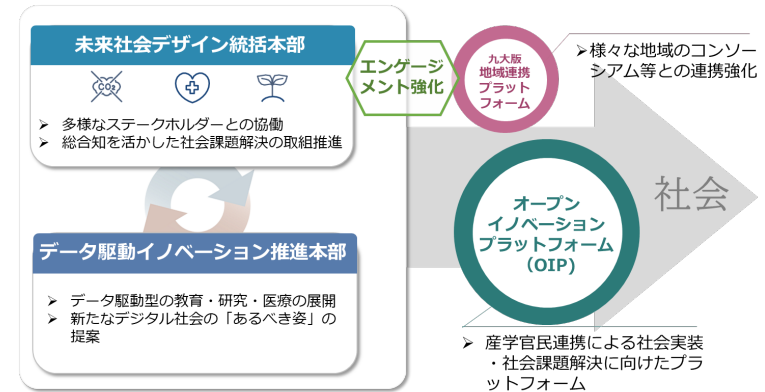 未来社会デザイン統括本部
CO2
➢ 多様なステークホルダーとの協働
➢ 総合知を活かした社会課題解決の取組推進
エンゲージ
メント強化
九大版
地域連携
プラット
フォーム
➢様々な地域のコンソー
シアム等との連携強化
社会
オープン
イノベーション
プラットフォーム
（OIP）
データ駆動イノベーション推進本部
➢ データ駆動型の教育・研究・医療の展開
➢ 新たなデジタル社会の「あるべき姿」の
提案
➢ 産学官民連携による社会実装
・社会課題解決に向けたプラ
ットフォーム